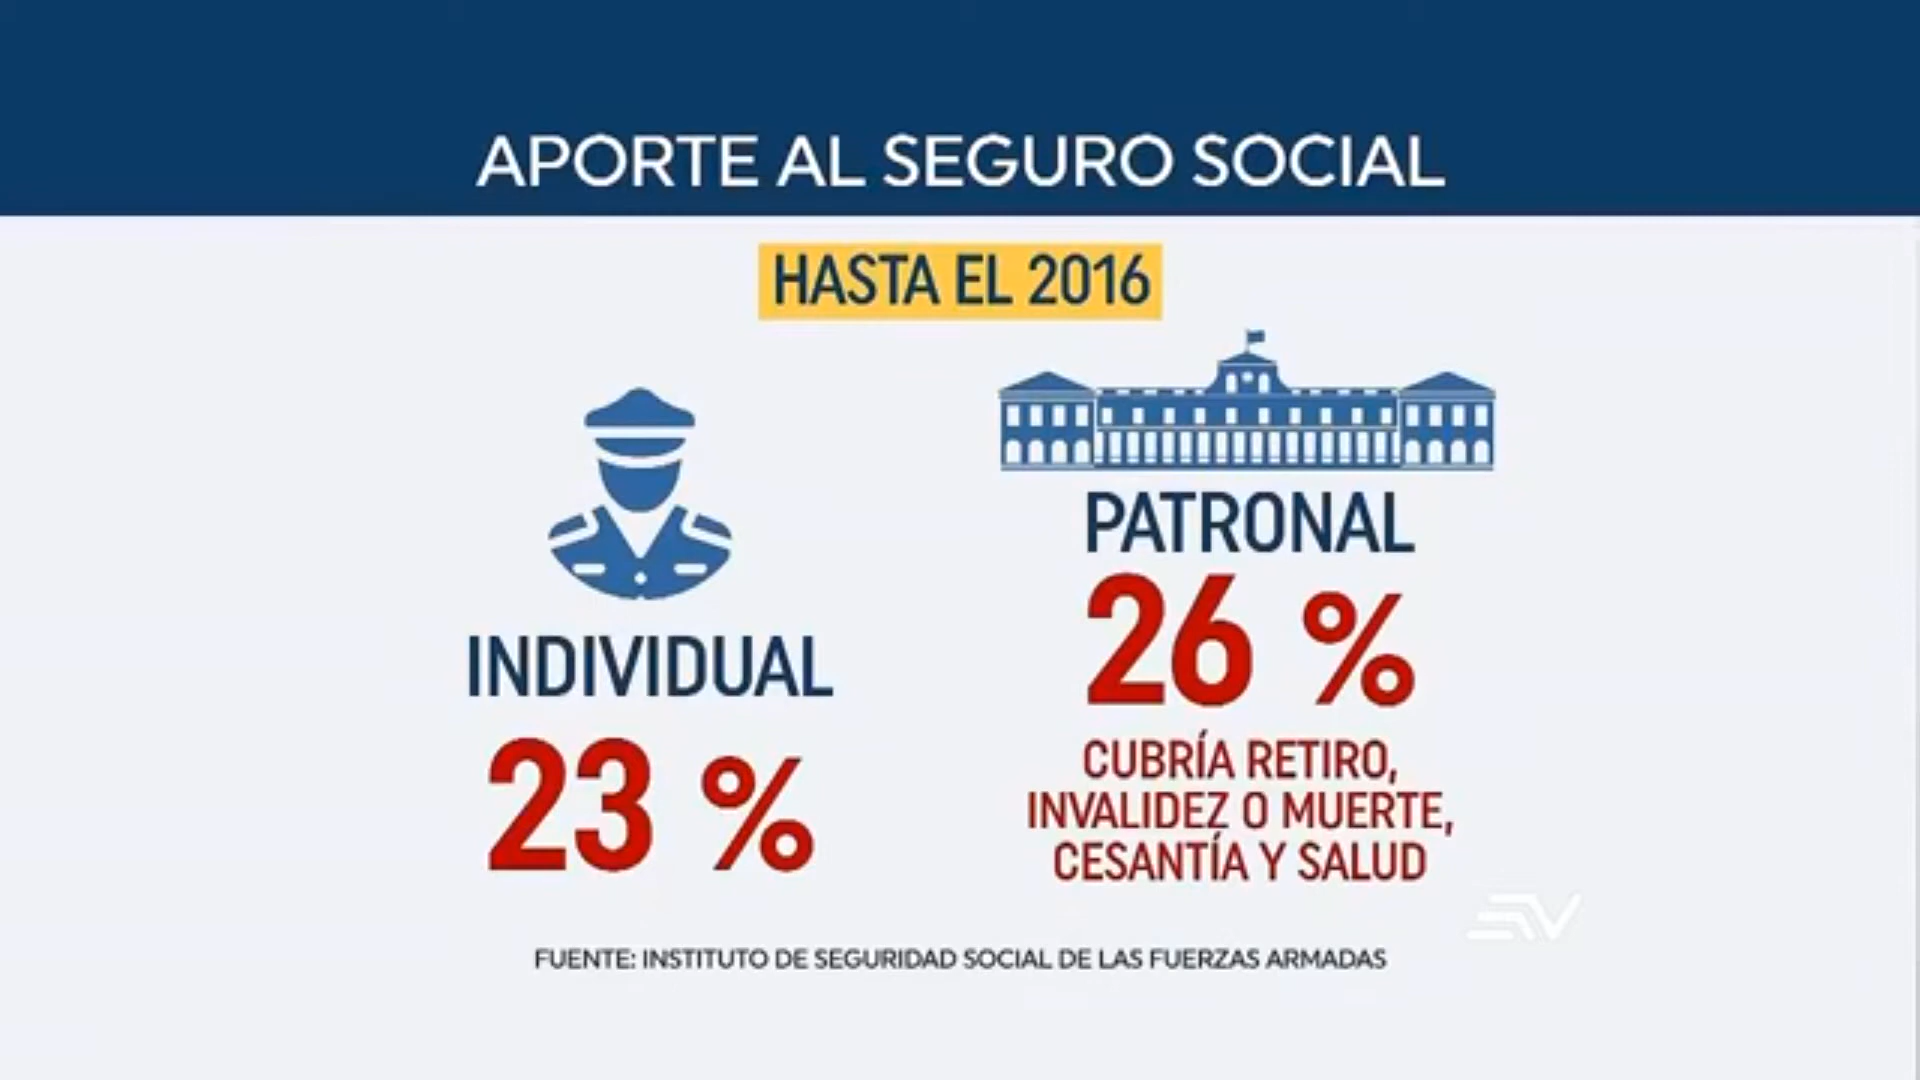 APORTE AL SEGURO SOCIAL
HASTA EL 2016
INDIVIDUAL
23 %
PATRONAL
26 %
CUBRÍA RETIRO,
INVALIDEZ O MUERTE,
CESANTÍA Y SALUD
FUENTE: INSTITUTO DE SEGURIDAD SOCIAL DE LAS FUERZAS ARMADAS